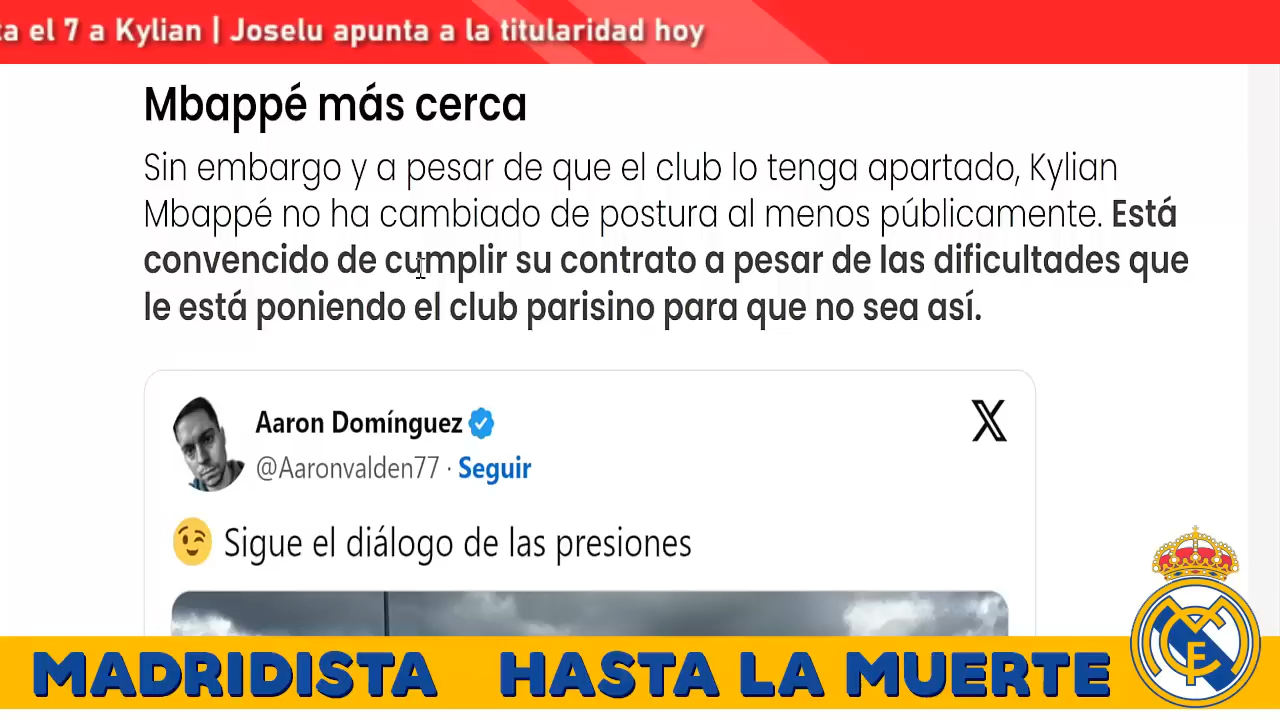 ta el 7 a Kylian | Joselu apunta a la titularidad hoy
Mbappé más cerca
Sin embargo y a pesar de que el club lo tenga apartado, Kylian
Mbappé no ha cambiado de postura al menos públicamente. Está
convencido de cumplir su contrato a pesar de las dificultades que
le está poniendo el club parisino para que no sea así.
Aaron Domínguez
@Aaronvalden77 · Seguir
😉 Sigue el diálogo de las presiones
MADRIDISTA HASTA LA MUERTE